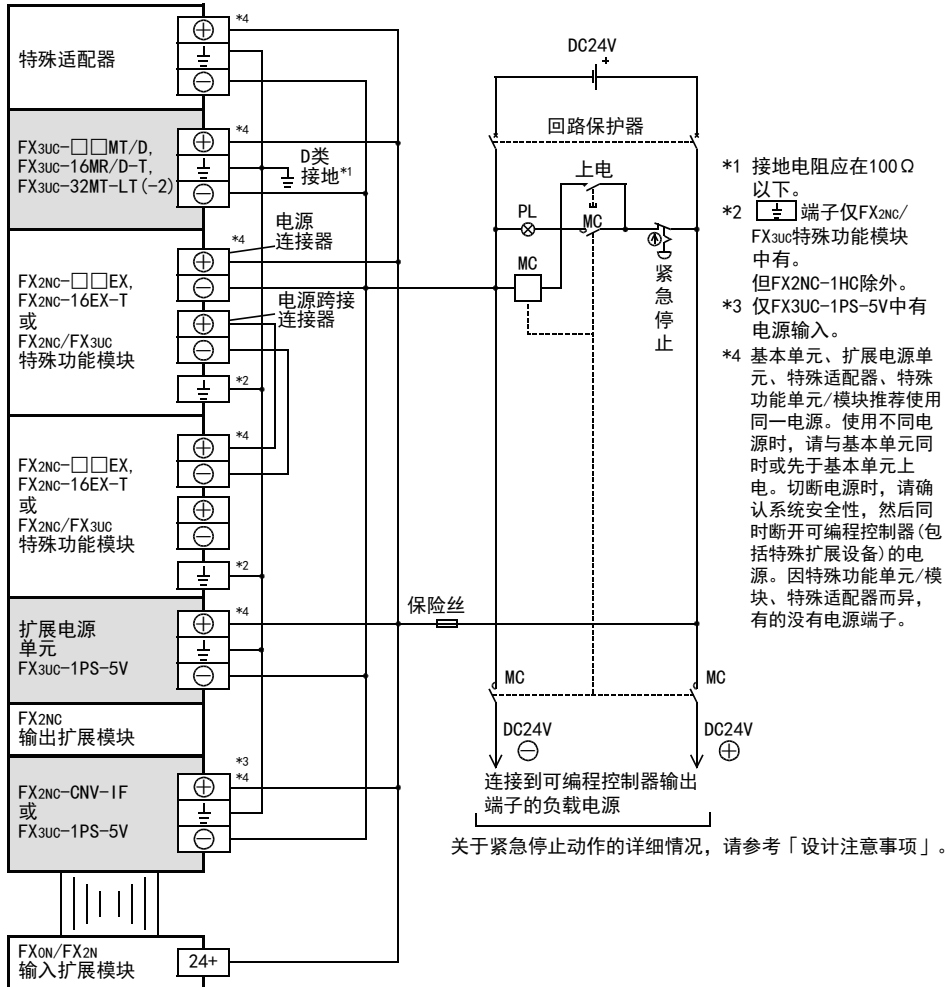 *4
特殊适配器
*4
FX3UC-□□MT/D,
FX3UC-16MR/D-T,
FX3UC-32MT-LT(-2)
D类
接地*1
电源
连接器
*4
FX2NC-□□EX,
FX2NC-16EX-T
或
FX2NC/FX3UC
特殊功能模块
电源跨接
连接器
*2
*4
FX2NC-□□EX,
FX2NC-16EX-T
或
FX2NC/FX3UC
特殊功能模块
*2
*4
扩展电源
单元
FX3UC-1PS-5V
FX2NC
输出扩展模块
*3
*4
FX2NC-CNV-IF
或
FX3UC-1PS-5V
FX0N/FX2N
输入扩展模块
24+
保险丝
DC24V
+
回路保护器
上电
PL
MC
MC
紧急停止
MC
MC
DC24V
⊖
DC24V
⊕
连接到可编程控制器输出
端子的负载电源
关于紧急停止动作的详细情况，请参考「设计注意事项」。
*1 接地电阻应在100Ω
以下。
*2 端子仅FX2NC/
FX3UC特殊功能模块
中有。
但FX2NC-1HC除外。
*3 仅FX3UC-1PS-5V中有
电源输入。
*4 基本单元、扩展电源单
元、特殊适配器、特殊
功能单元/模块推荐使用
同一电源。使用不同电
源时，请与基本单元同
时或先于基本单元上
电。切断电源时，请确
认系统安全性，然后同
时断开可编程控制器(包
括特殊扩展设备)的电
源。因特殊功能单元/模
块、特殊适配器而异，
有的没有电源端子。